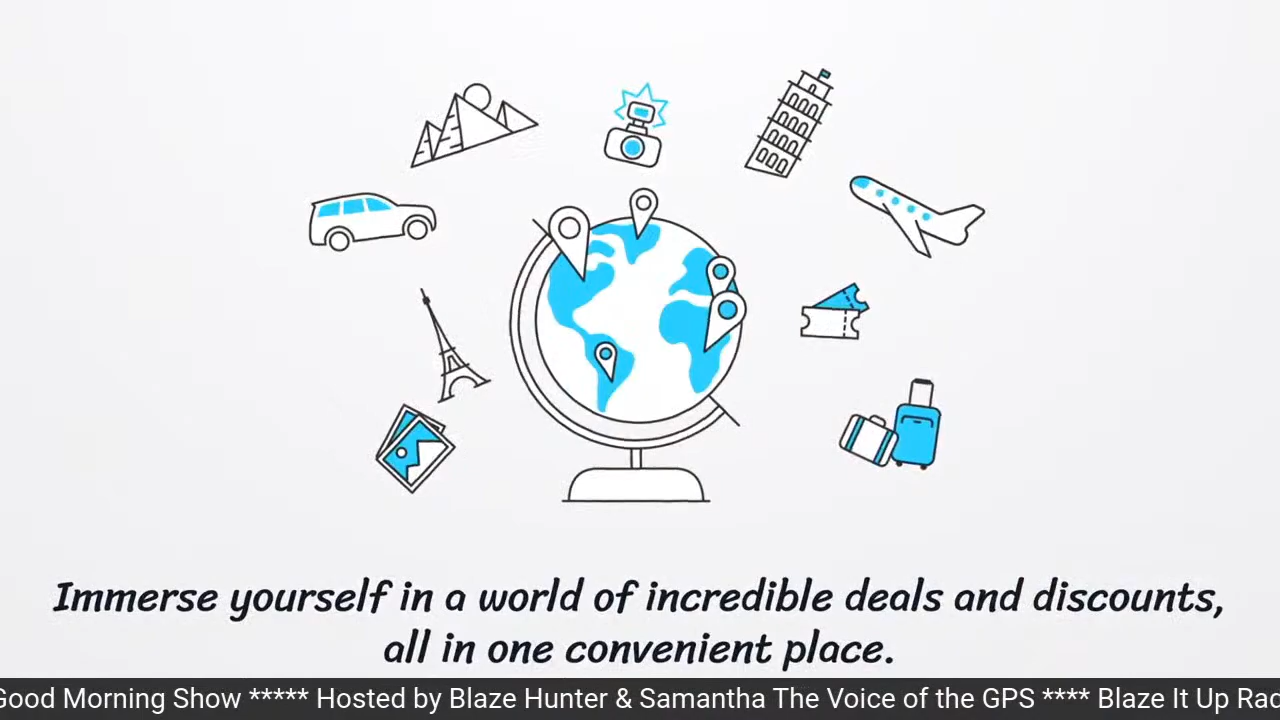 Immerse yourself in a world of incredible deals and discounts,
all in one convenient place.
Good Morning Show ***** Hosted by Blaze Hunter & Samantha The Voice of the GPS **** Blaze It Up